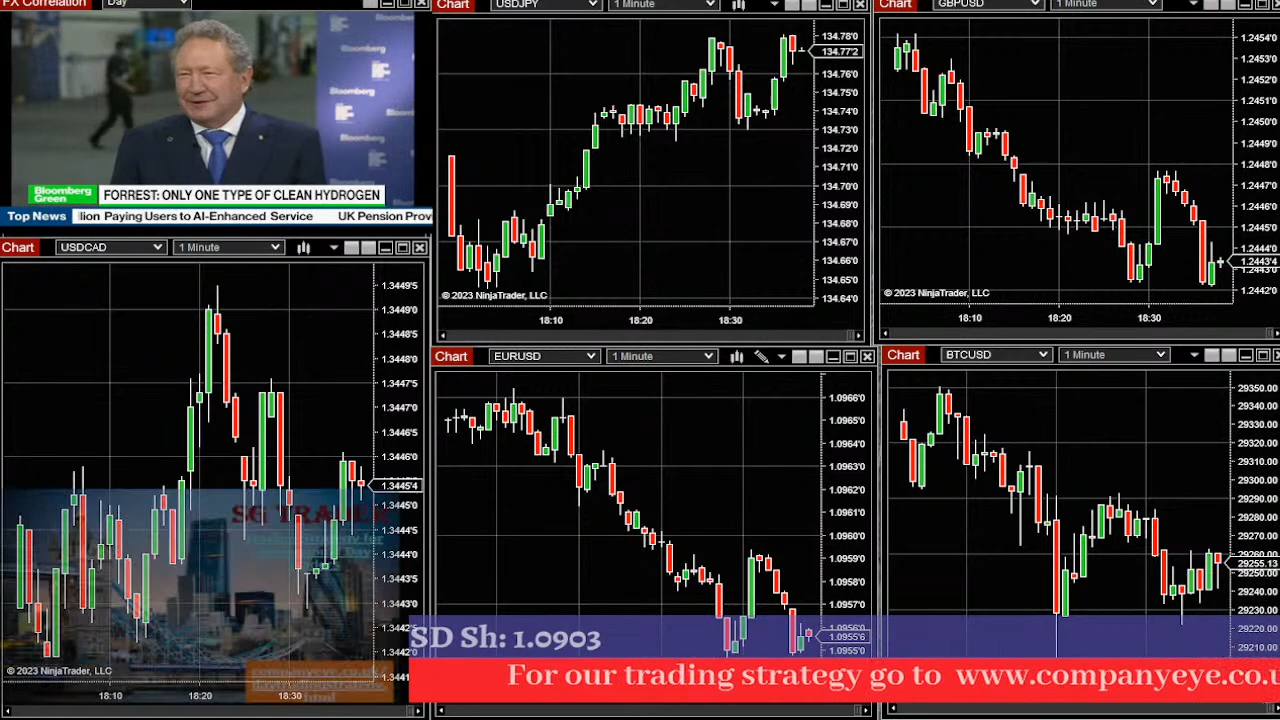 FX Correlation
Day
Bloomberg
Bloomberg
Bloomberg
Bloomberg
Green
FORREST: ONLY ONE TYPE OF CLEAN HYDROGEN
Top News
lion Paying Users to AI-Enhanced Service
UK Pension Prov
Chart
USDJPY
1 Minute
134.78'0
134.77'2
134.76'0
134.75'0
134.73'0
134.71'0
134.70'0
134.69'0
134.68'0
134.67'0
134.66'0
134.65'0
134.64'0
© 2023 NinjaTrader, LLC
18:10
18:20
18:30
Chart
GBPUSD
1 Minute
1.2454'0
1.2453'0
1.2451'0
1.2450'0
1.2449'0
1.2448'0
1.2447'0
1.2446'0
1.2445'0
1.2444'0
1.2443'4
1.2443'0
1.2442'0
© 2023 NinjaTrader, LLC
18:10
18:20
18:30
Chart
USDCAD
1 Minute
1.3449'5
1.3449'0
1.3448'5
1.3448'0
1.3447'5
1.3447'0
1.3446'5
1.3446'0
1.3445'4
1.3445'0
1.3444'5
1.3444'0
1.3443'5
1.3443'0
1.3442'5
1.3442'0
© 2023 NinjaTrader, LLC
18:10
18:20
18:30
Chart
EURUSD
1 Minute
1.0966'0
1.0965'0
1.0964'0
1.0963'0
1.0962'0
1.0961'0
1.0960'0
1.0959'0
1.0958'0
1.0957'0
1.0956'0
1.0955'6
1.0955'0
Chart
BTCUSD
1 Minute
29350.00
29340.00
29330.00
29320.00
29310.00
29300.00
29290.00
29280.00
29270.00
29260.00
29255.13
29240.00
29230.00
29220.00
29210.00
SD Sh: 1.0903
For our trading strategy go to www.companyeye.co.u